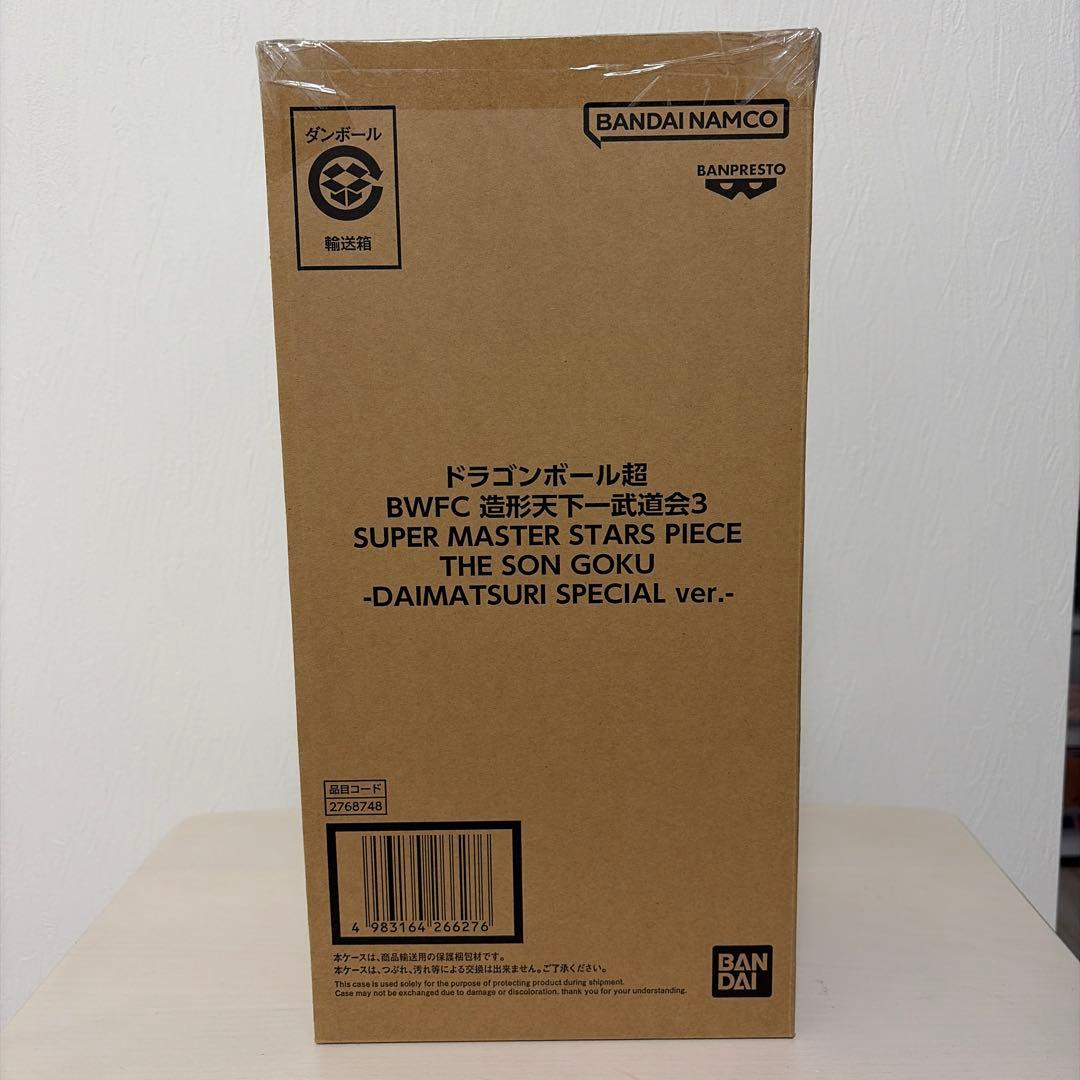 ダンボール
輸送箱
BANDAI NAMCO
BANPRESTO
ドラゴンボール超
BWFC 造形天下一武道会3
SUPER MASTER STARS PIECE
THE SON GOKU
-DAIMATSURI SPECIAL ver.-
品目コード
2768748
4 983164 266276
本ケースは、商品輸送用の保護梱包材です。
本ケースは、つぶれ、汚れ等による交換は出来ません。ご了承ください。
This case is used solely for the purpose of protecting product during shipment.
Case may not be exchanged due to damage or discoloration. thank you for your understanding.
BAN
DAI